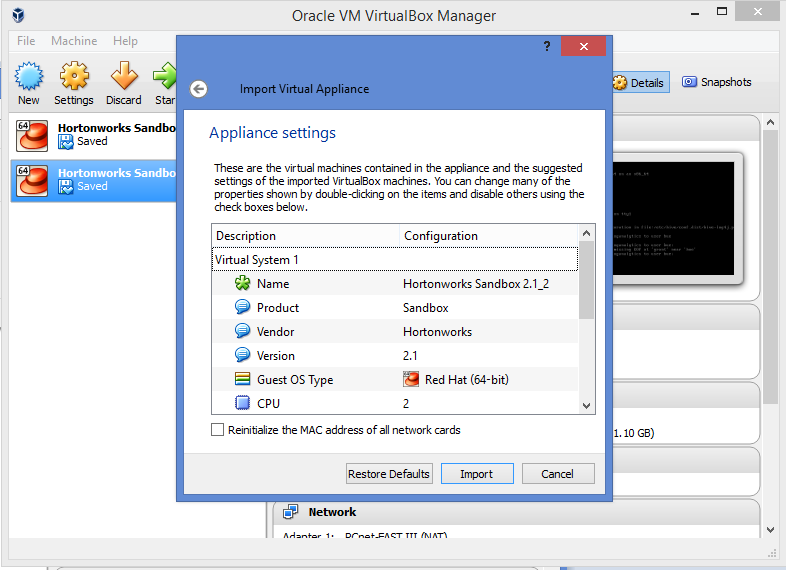 Oracle VM VirtualBox Manager
File Machine Help
New Settings Discard Star
Details Snapshots
64 Hortonworks Sandbo
Saved
64 Hortonworks Sandbo
Saved
?
Import Virtual Appliance
Appliance settings
These are the virtual machines contained in the appliance and the suggested
settings of the imported VirtualBox machines. You can change many of the
properties shown by double-clicking on the items and disable others using the
check boxes below.
Description Configuration
Virtual System 1
Name Hortonworks Sandbox 2.1_2
Product Sandbox
Vendor Hortonworks
Version 2.1
Guest OS Type Red Hat (64-bit)
CPU 2
Reinitialize the MAC address of all network cards
Restore Defaults Import Cancel
1.10 GB)
Network
Adapter 1: PCnet-FAST III (NAT)